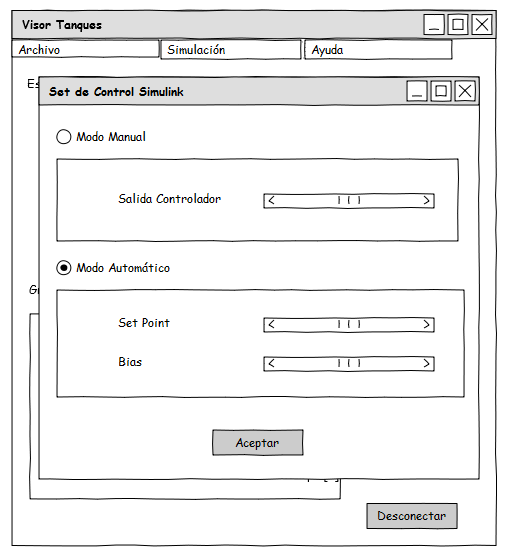 Visor Tanques
Archivo Simulación Ayuda
Es
Set de Control Simulink
Modo Manual
Salida Controlador
Modo Automático
Set Point
Bias
Aceptar
Desconectar